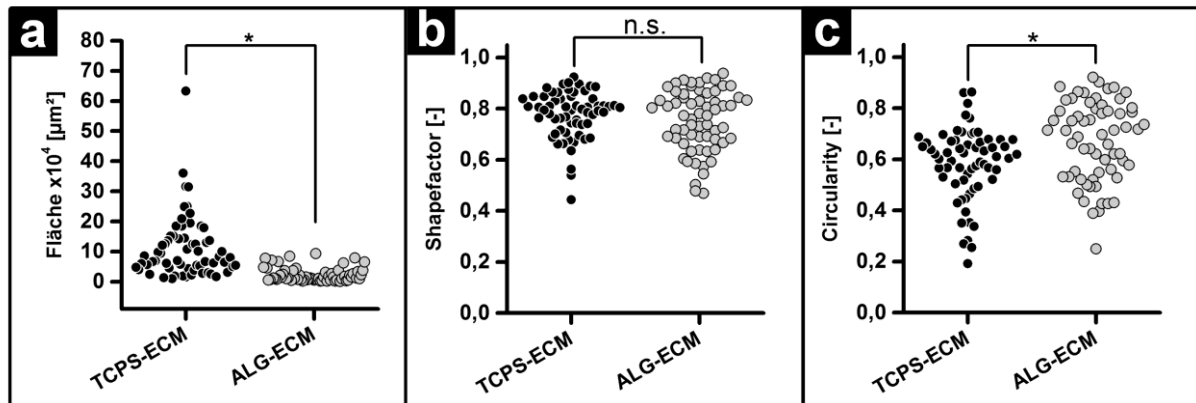 a
*
80
70
60
50
40
30
20
10
0
Fläche x10⁴ [µm²]
TCPS-ECM
ALG-ECM
b
n.s.
1,0
0,8
0,6
0,4
0,2
0,0
Shapefactor [-]
TCPS-ECM
ALG-ECM
c
*
1,0
0,8
0,6
0,4
0,2
0,0
Circularity [-]
TCPS-ECM
ALG-ECM